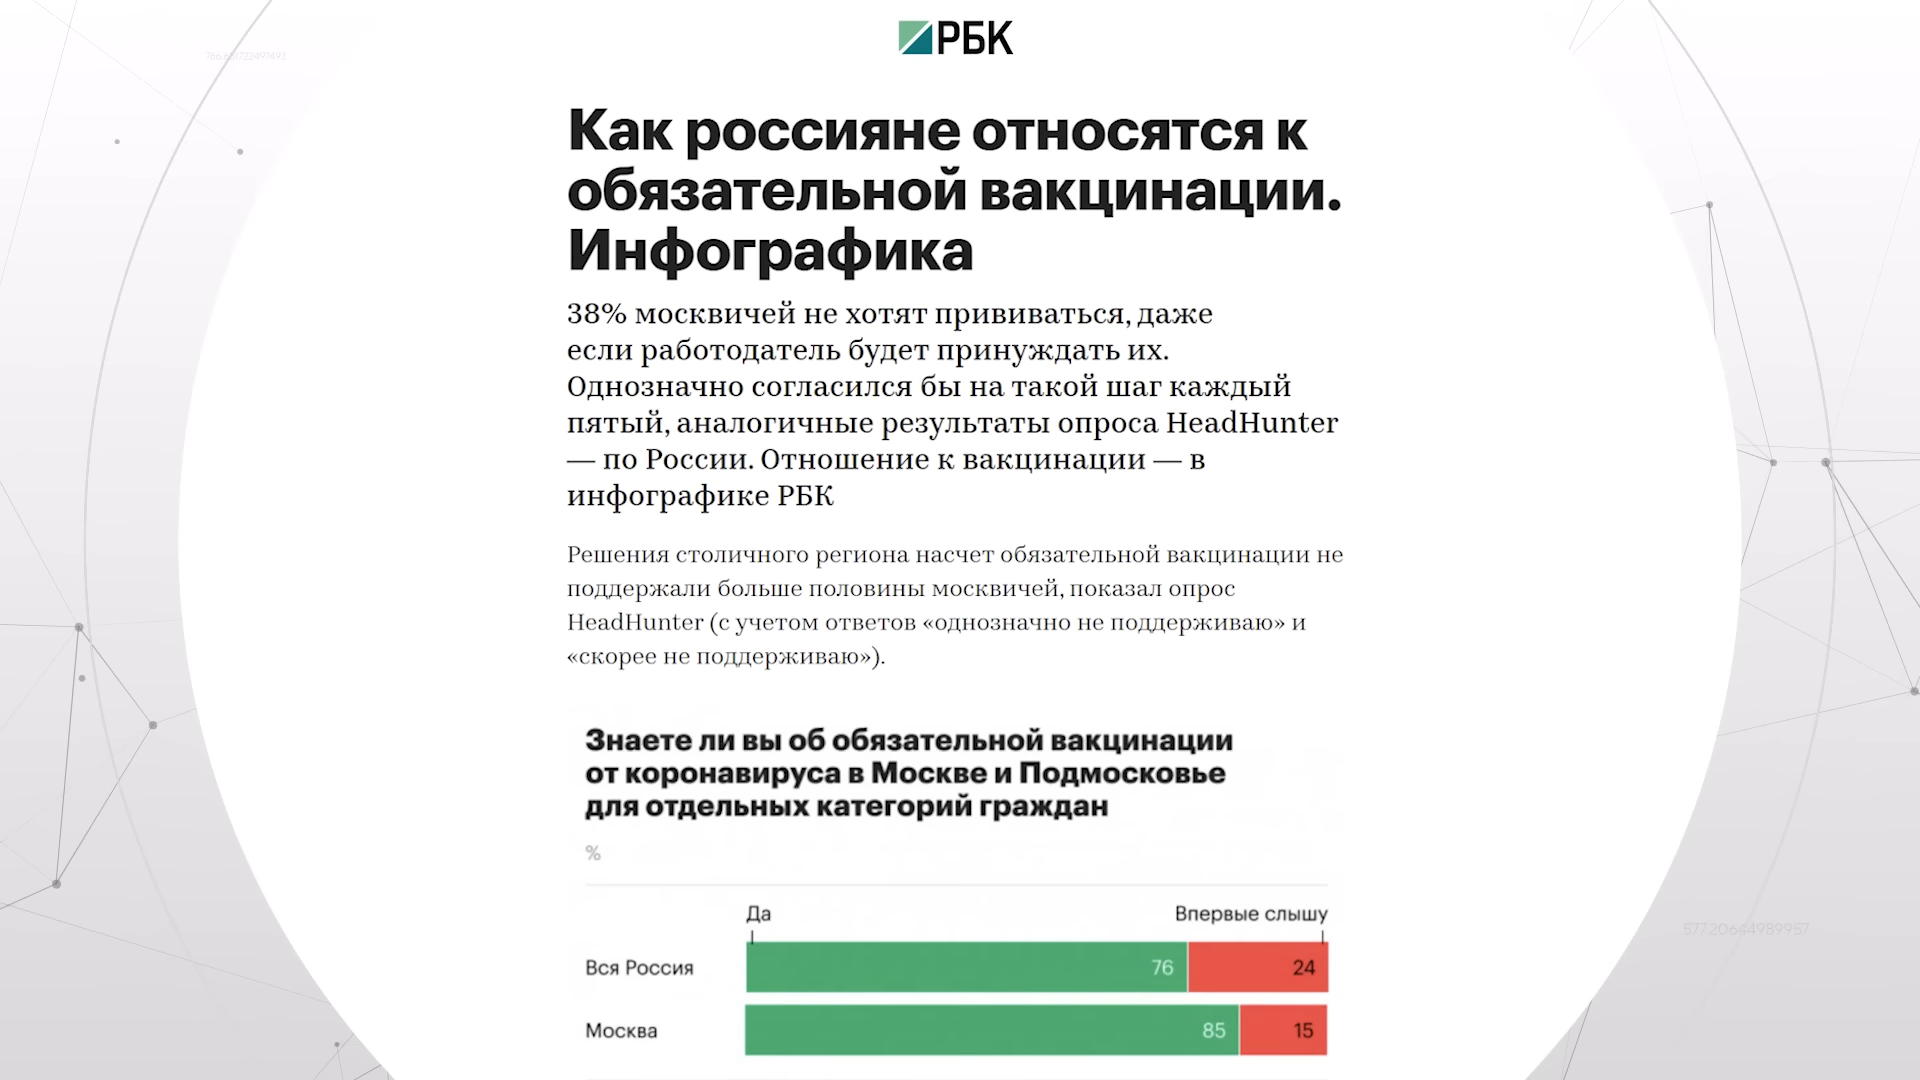 РБК
Как россияне относятся к
обязательной вакцинации.
Инфографика
38% москвичей не хотят прививаться, даже
если работодатель будет принуждать их.
Однозначно согласился бы на такой шаг каждый
пятый, аналогичные результаты опроса HeadHunter
— по России. Отношение к вакцинации — в
инфографике РБК
Решения столичного региона насчет обязательной вакцинации не
поддержали больше половины москвичей, показал опрос
HeadHunter (с учетом ответов «однозначно не поддерживаю» и
«скорее не поддерживаю»).
Знаете ли вы об обязательной вакцинации
от коронавируса в Москве и Подмосковье
для отдельных категорий граждан
%
Да Впервые слышу
Вся Россия 76 24
577.20644989957
Москва 85 15